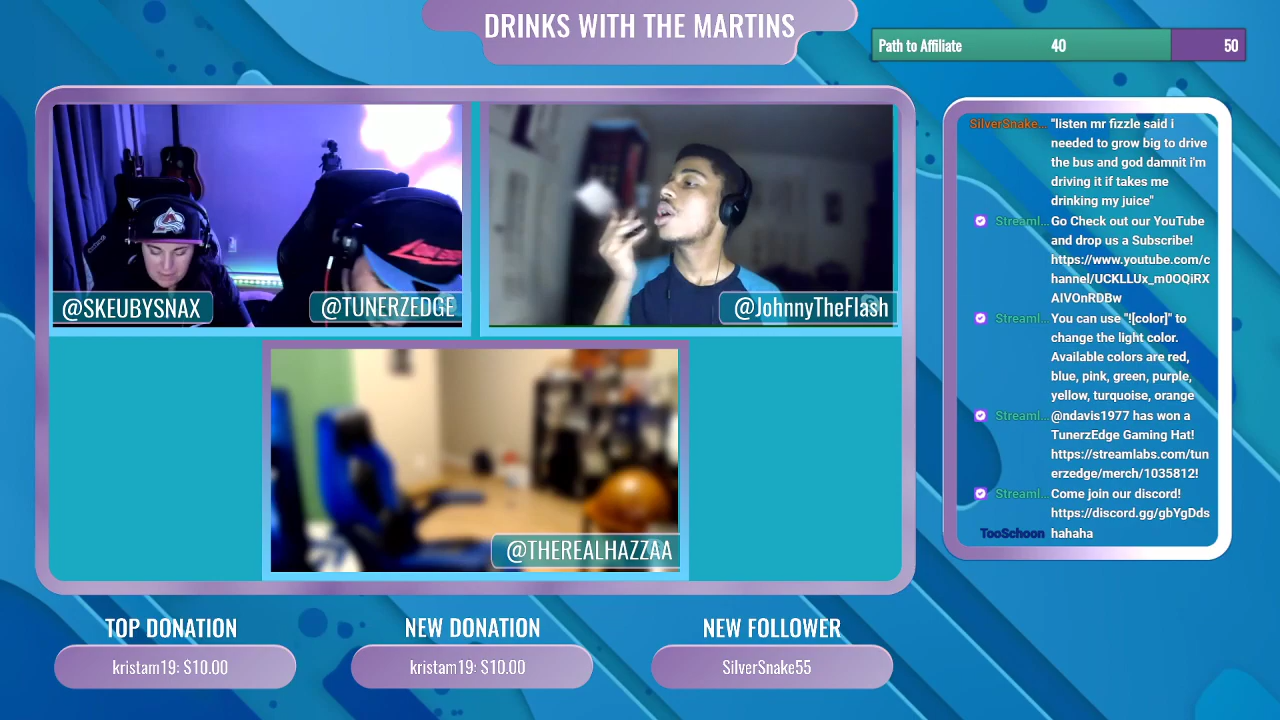 DRINKS WITH THE MARTINS
Path to Affiliate 40 50
@SKEUBYSNAX
@TUNERZEDGE
@JohnnyTheFlash
@THEREALHAZZAA
SilverSnake... "listen mr fizzle said i
needed to grow big to drive
the bus and god damnit i'm
driving it if takes me
drinking my juice"
Streaml... Go Check out our YouTube
and drop us a Subscribe!
https://www.youtube.com/c
hannel/UCKLLUx_m0OQiRX
AIVOnRDBw
Streaml... You can use "![color]" to
change the light color.
Available colors are red,
blue, pink, green, purple,
yellow, turquoise, orange
Streaml... @ndavis1977 has won a
TunerzEdge Gaming Hat!
https://streamlabs.com/tun
erzedge/merch/1035812!
Streaml... Come join our discord!
https://discord.gg/gbYgDds
TooSchoon hahaha
TOP DONATION
kristam19: $10.00
NEW DONATION
kristam19: $10.00
NEW FOLLOWER
SilverSnake55